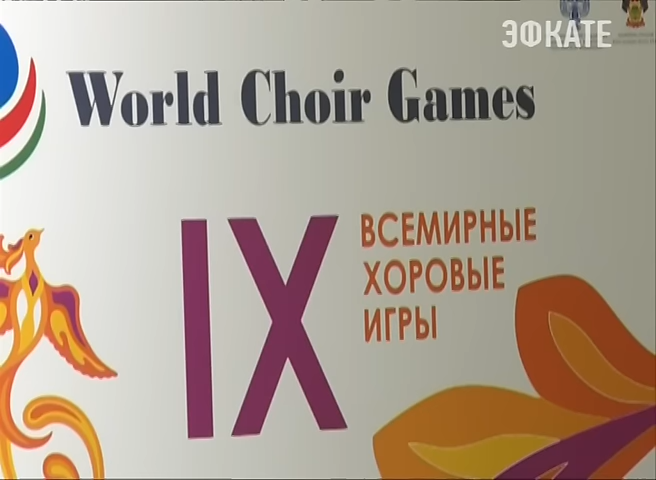 ЭФКАТЕ
World Choir Games
IX
ВСЕМИРНЫЕ
ХОРОВЫЕ
ИГРЫ